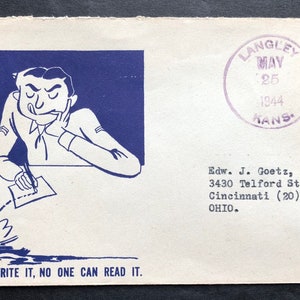 LANGLEY
MAY
25
1944
KANS.
Edw. J. Goetz,
3430 Telford St
Cincinnati (20)
OHIO.
RITE IT, NO ONE CAN READ IT.